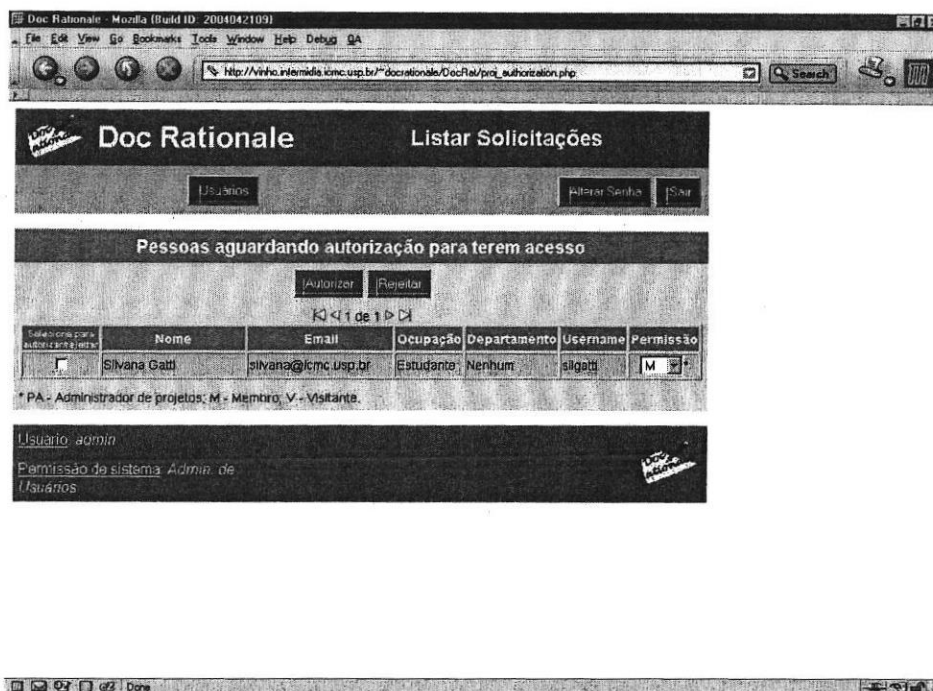 Doc Rationale - Mozilla {Build ID: 2004042109}
File Edit View Go Bookmarks Tools Window Help Debug QA
http://vinho.intermidia.icmc.usp.br/~docrationale/DocRat/proj_authorization.php Search
Doc Rationale Listar Solicitações
Usuários Alterar Senha Sair
Pessoas aguardando autorização para terem acesso
Autorizar Rejeitar
1 de 1
Selecione para
autorizar/rejeitar
Nome Email Ocupação Departamento Username Permissão
Silvana Gatti silvana@icmc.usp.br Estudante Nenhum silgatti M *
* PA - Administrador de projetos; M - Membro; V - Visitante.
Usuário: admin
Permissão de sistema: Admin. de
Usuários
Done